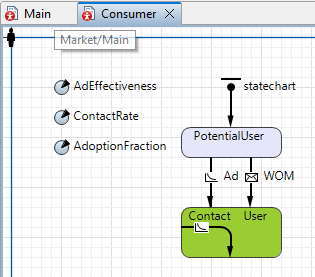 Main
Consumer
Market/Main
AdEffectiveness
ContactRate
AdoptionFraction
statechart
PotentialUser
Ad
WOM
Contact
User